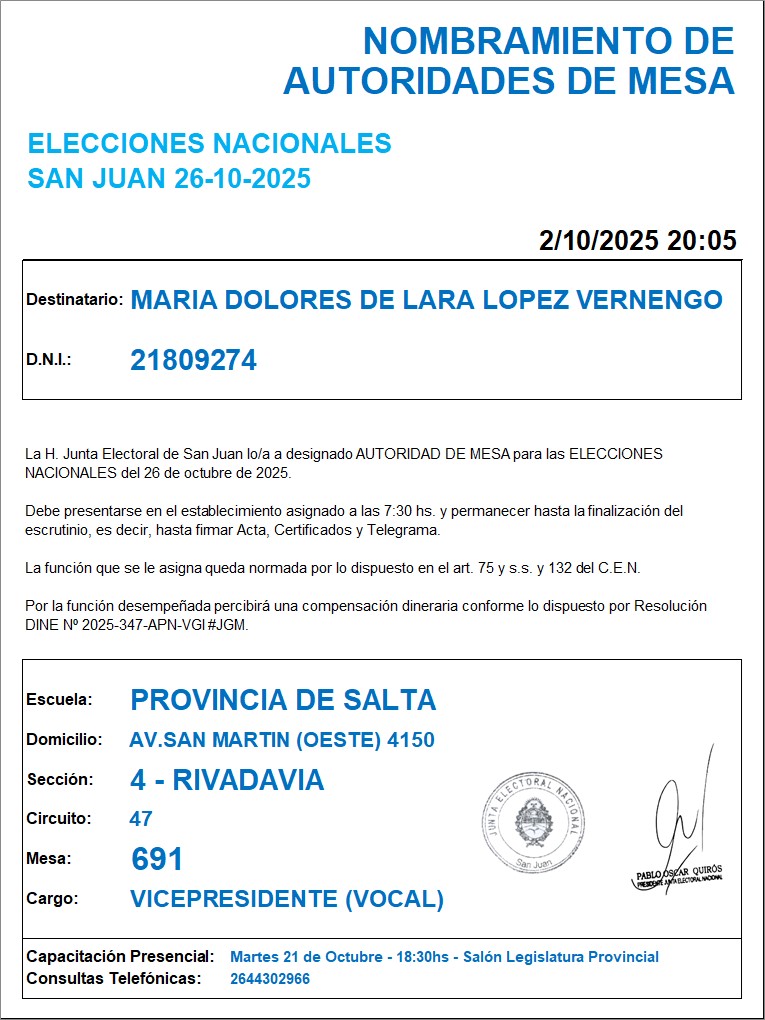 NOMBRAMIENTO DE
AUTORIDADES DE MESA
ELECCIONES NACIONALES
SAN JUAN 26-10-2025
2/10/2025 20:05
Destinatario: MARIA DOLORES DE LARA LOPEZ VERNENGO
D.N.I.: 21809274
La H. Junta Electoral de San Juan lo/a a designado AUTORIDAD DE MESA para las ELECCIONES
NACIONALES del 26 de octubre de 2025.
Debe presentarse en el establecimiento asignado a las 7:30 hs. y permanecer hasta la finalización del
escrutinio, es decir, hasta firmar Acta, Certificados y Telegrama.
La función que se le asigna queda normada por lo dispuesto en el art. 75 y s.s. y 132 del C.E.N.
Por la función desempeñada percibirá una compensación dineraria conforme lo dispuesto por Resolución
DINE Nº 2025-347-APN-VGI#JGM.
Escuela: PROVINCIA DE SALTA
Domicilio: AV.SAN MARTIN (OESTE) 4150
Sección: 4 - RIVADAVIA
Circuito: 47
Mesa: 691
Cargo: VICEPRESIDENTE (VOCAL)
JUNTA ELECTORAL NACIONAL
San Juan
PABLO OSCAR QUIRÓS
PRESIDENTE JUNTA ELECTORAL NACIONAL
Capacitación Presencial: Martes 21 de Octubre - 18:30hs - Salón Legislatura Provincial
Consultas Telefónicas: 2644302966